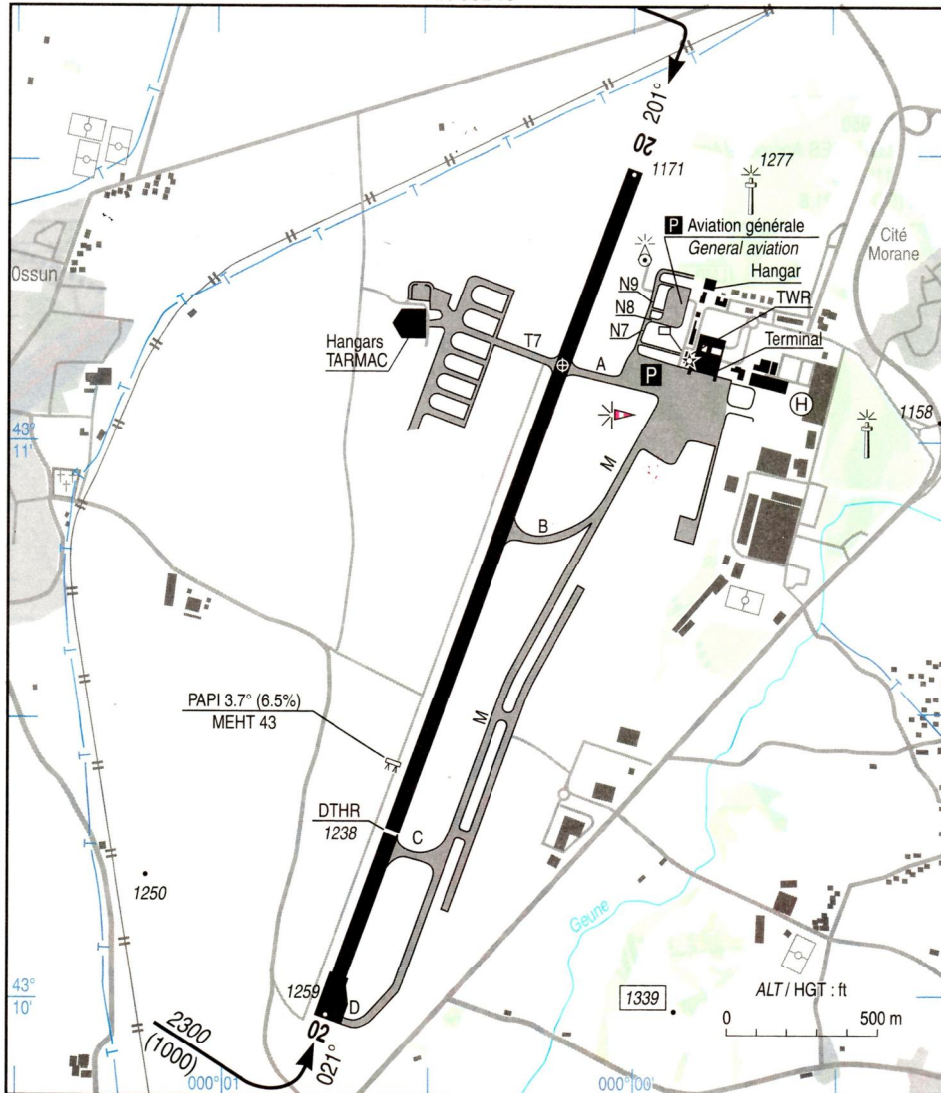 201°
20
1171
1277
P Aviation générale
General aviation
Cité
Morane
Hangar
Ossun
N9
N8
TWR
N7
Terminal
Hangars
TARMAC
T7
A
P
H
1158
43°
11'
M
B
T
PAPI 3.7° (6.5%)
MEHT 43
M
DTHR
1238
C
1250
Geune
1259
D
43°
10'
1339
ALT / HGT : ft
0 500 m
2300
(1000)
02
021°
000° 01
000° 00'